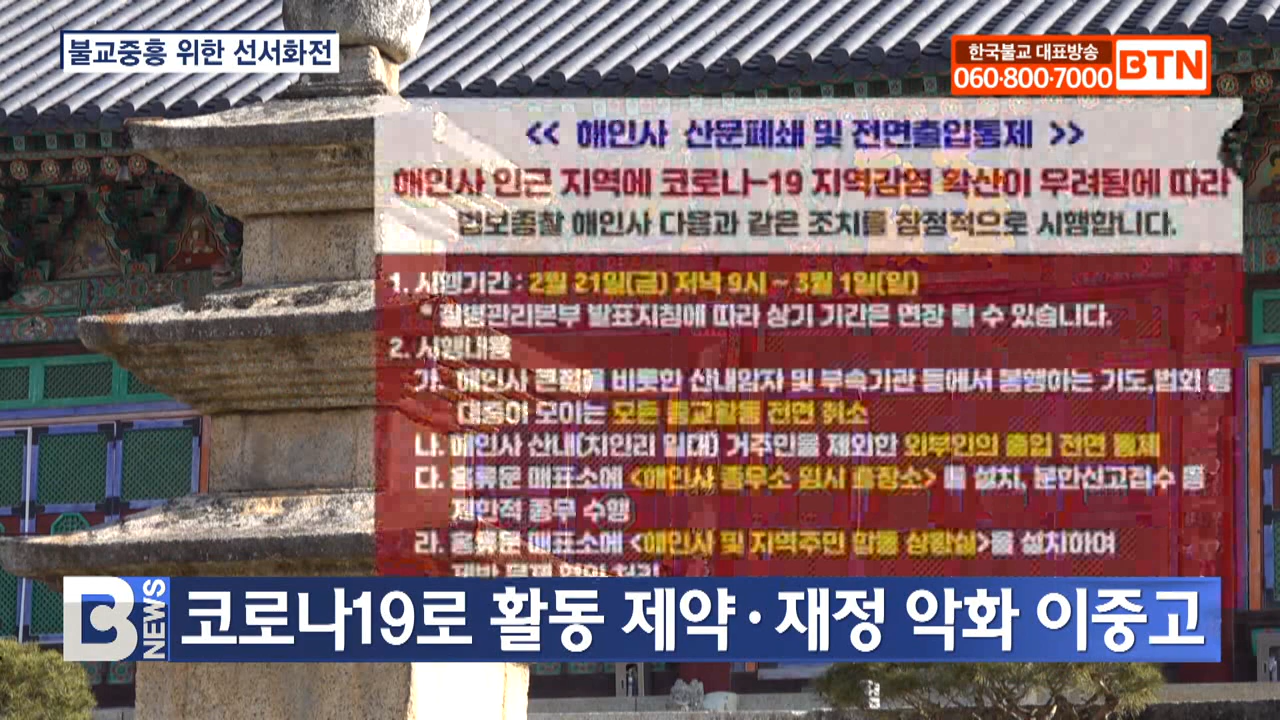 불교중흥 위한 선서화전
한국불교 대표방송
060·800·7000
BTN
<< 해인사 산문폐쇄 및 전면출입통제 >>
해인사 인근 지역에 코로나-19 지역감염 확산이 우려됨에 따라
법보종찰 해인사 다음과 같은 조치를 잠정적으로 시행합니다.
1. 시행기간 : 2월 21일(금) 저녁 9시 ~ 3월 1일(일)
* 질병관리본부 발표지침에 따라 상기 기간은 연장 될 수 있습니다.
2. 시행내용
가. 해인사 큰절을 비롯한 산내암자 및 부속기관 등에서 봉행하는 기도,법회 등
대중이 모이는 모든 불교활동 전면 취소
나. 해인사 산내(치인리 일대) 거주인을 제외한 외부인의 출입 전면 통제
다. 홍류문 매표소에 <해인사 종무소 임시 출장소> 를 설치, 분한신고접수 등
제한적 종무 수행
라. 홍류문 매표소에 <해인사 및 지역주민 합동 상황실>을 설치하여
B NEWS
코로나19로 활동 제약·재정 악화 이중고